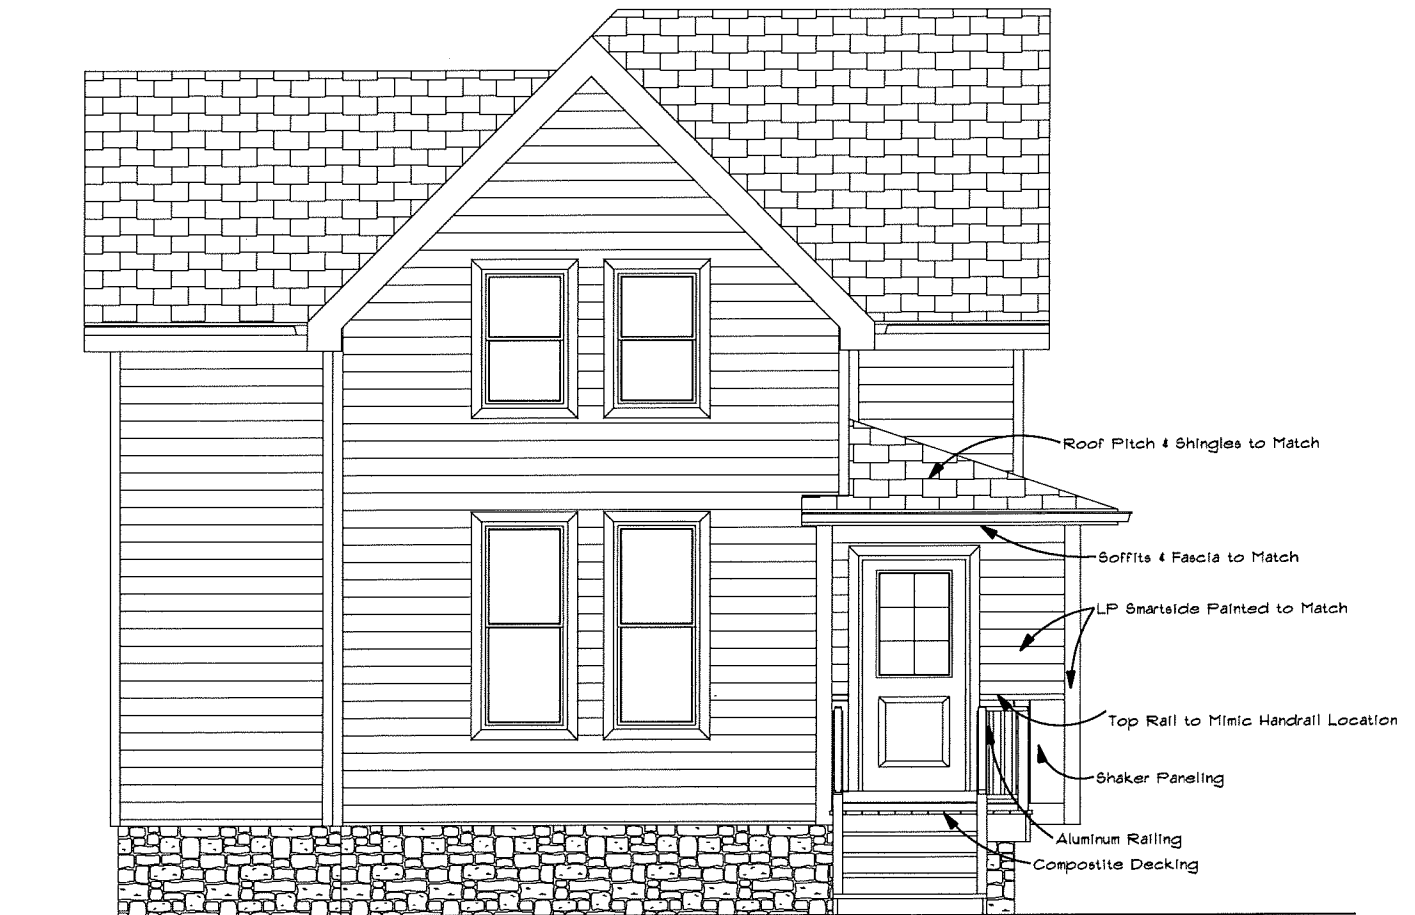 Roof Pitch & Shingles to Match
Soffits & Fascia to Match
LP Smartside Painted to Match
Top Rail to Mimic Handrail Location
Shaker Paneling
Aluminum Railing
Composite Decking